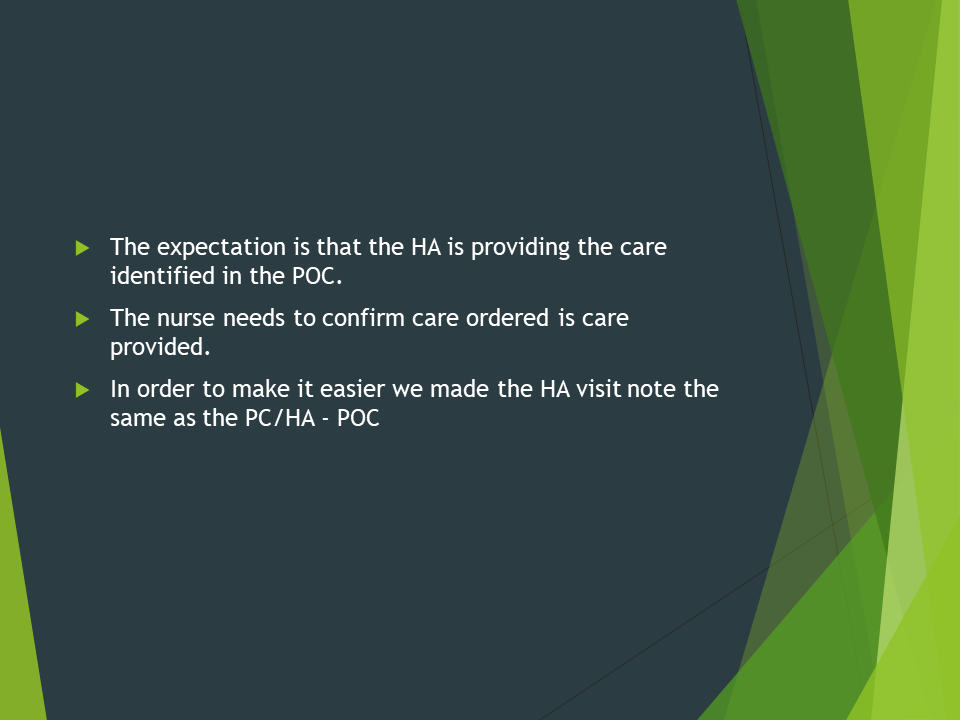 The expectation is that the HA is providing the care
identified in the POC.
The nurse needs to confirm care ordered is care
provided.
In order to make it easier we made the HA visit note the
same as the PC/HA - POC